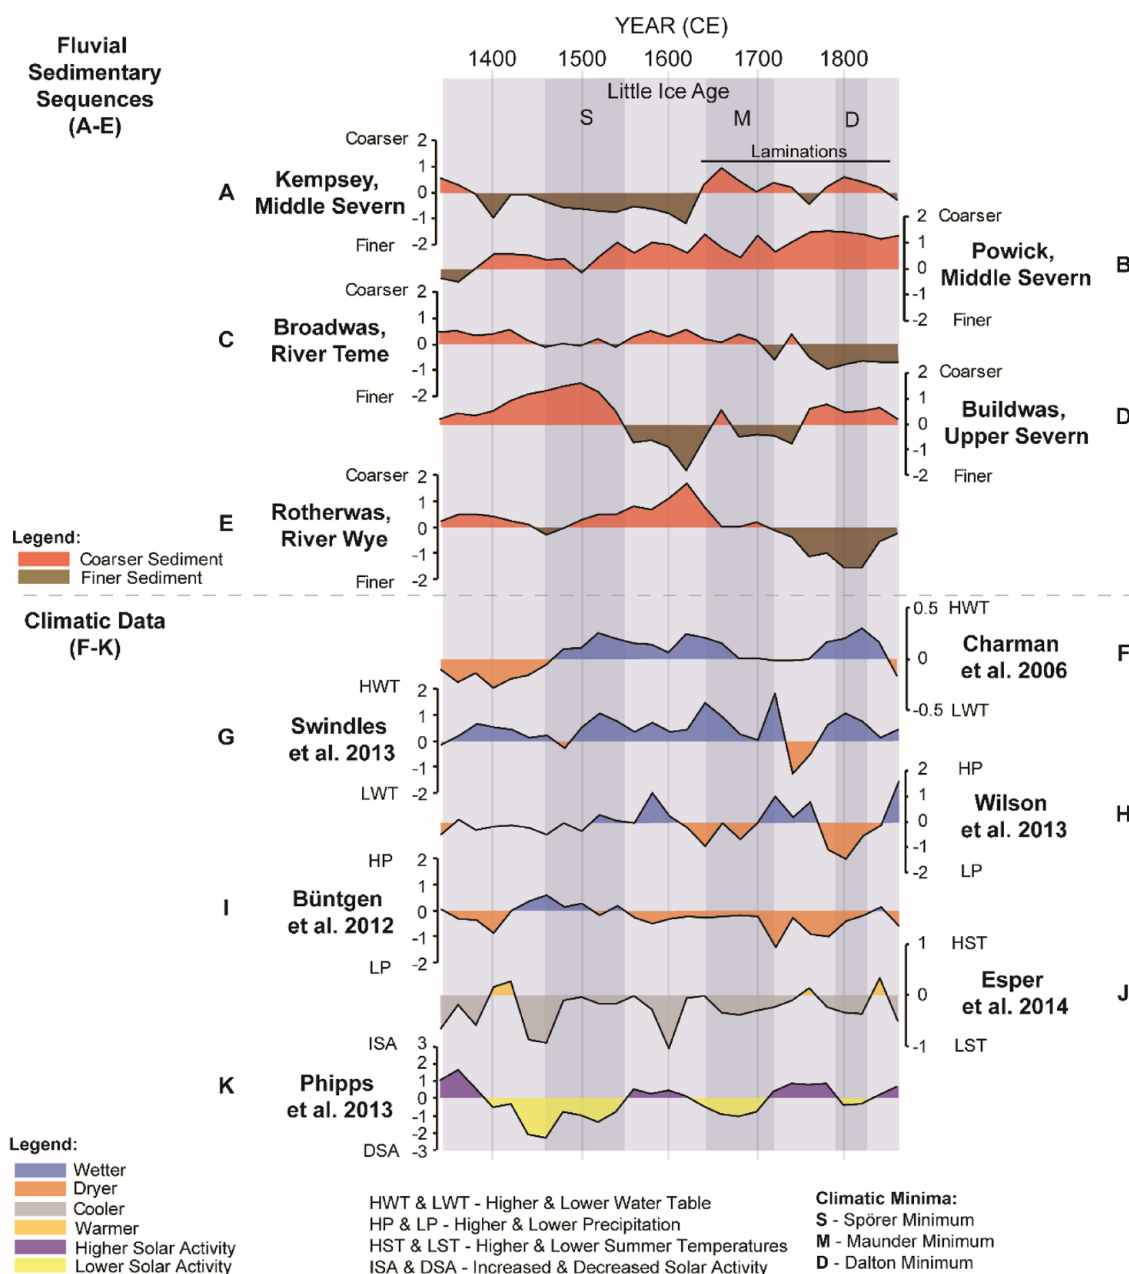 YEAR (CE)
1400 1500 1600 1700 1800
Fluvial
Sedimentary
Sequences
(A-E)
Little Ice Age
S M D
Laminations
Coarser 2
1
0
-1
Finer -2
A Kempsey,
Middle Severn
2 Coarser
1
0
-1
-2 Finer
Powick, B
Middle Severn
Coarser 2
1
0
-1
Finer -2
C Broadwas,
River Teme
2 Coarser
1
0
-1
-2 Finer
Buildwas, D
Upper Severn
Coarser 2
1
0
-1
Finer -2
E Rotherwas,
River Wye
Legend:
Coarser Sediment
Finer Sediment
Climatic Data
(F-K)
0.5 HWT
0
-0.5 LWT
Charman F
et al. 2006
HWT 2
1
0
-1
LWT -2
G Swindles
et al. 2013
HP
2
1
0
-1
-2 LP
Wilson H
et al. 2013
HP 2
1
0
-1
LP -2
I Büntgen
et al. 2012
1 HST
0
-1 LST
Esper J
et al. 2014
ISA 3
2
1
0
-1
-2
DSA -3
K Phipps
et al. 2013
Legend:
Wetter
Dryer
Cooler
Warmer
Higher Solar Activity
Lower Solar Activity
HWT & LWT - Higher & Lower Water Table
HP & LP - Higher & Lower Precipitation
HST & LST - Higher & Lower Summer Temperatures
ISA & DSA - Increased & Decreased Solar Activity
Climatic Minima:
S - Spörer Minimum
M - Maunder Minimum
D - Dalton Minimum